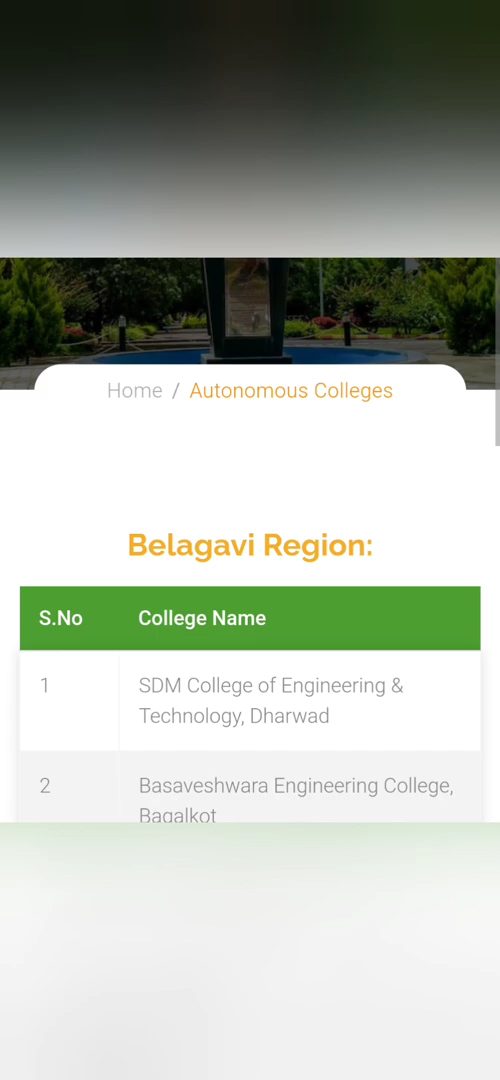 Home / Autonomous Colleges
Belagavi Region:
S.No College Name
1 SDM College of Engineering &
Technology, Dharwad
2 Basaveshwara Engineering College,
Bagalkot